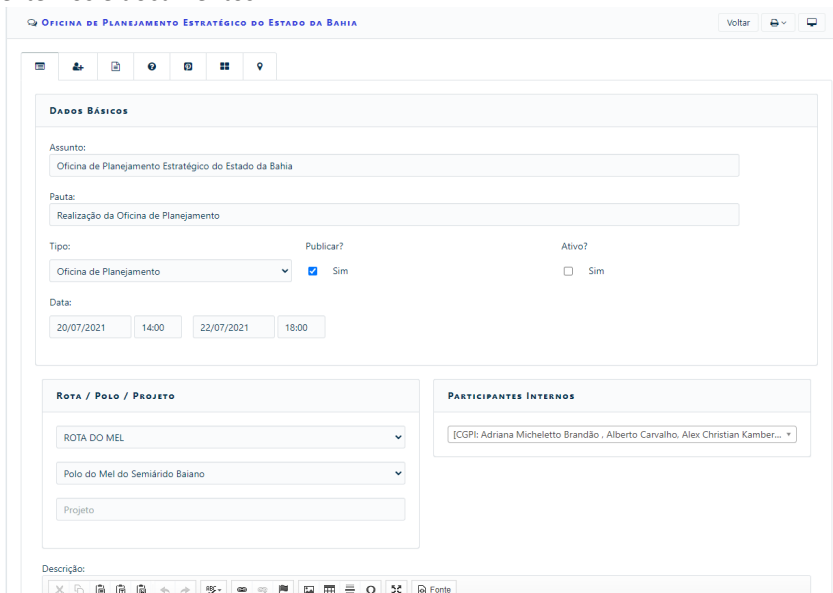 Oficina de Planejamento Estratégico do Estado da Bahia
Voltar
Dados Básicos
Assunto:
Oficina de Planejamento Estratégico do Estado da Bahia
Pauta:
Realização da Oficina de Planejamento
Tipo: Publicar? Ativo?
Oficina de Planejamento Sim Sim
Data:
20/07/2021 14:00 22/07/2021 18:00
Rota / Polo / Projeto
Participantes Internos
ROTA DO MEL
[CGPI: Adriana Micheletto Brandão , Alberto Carvalho, Alex Christian Kamber...
Polo do Mel do Semiárido Baiano
Projeto
Descrição:
Fonte